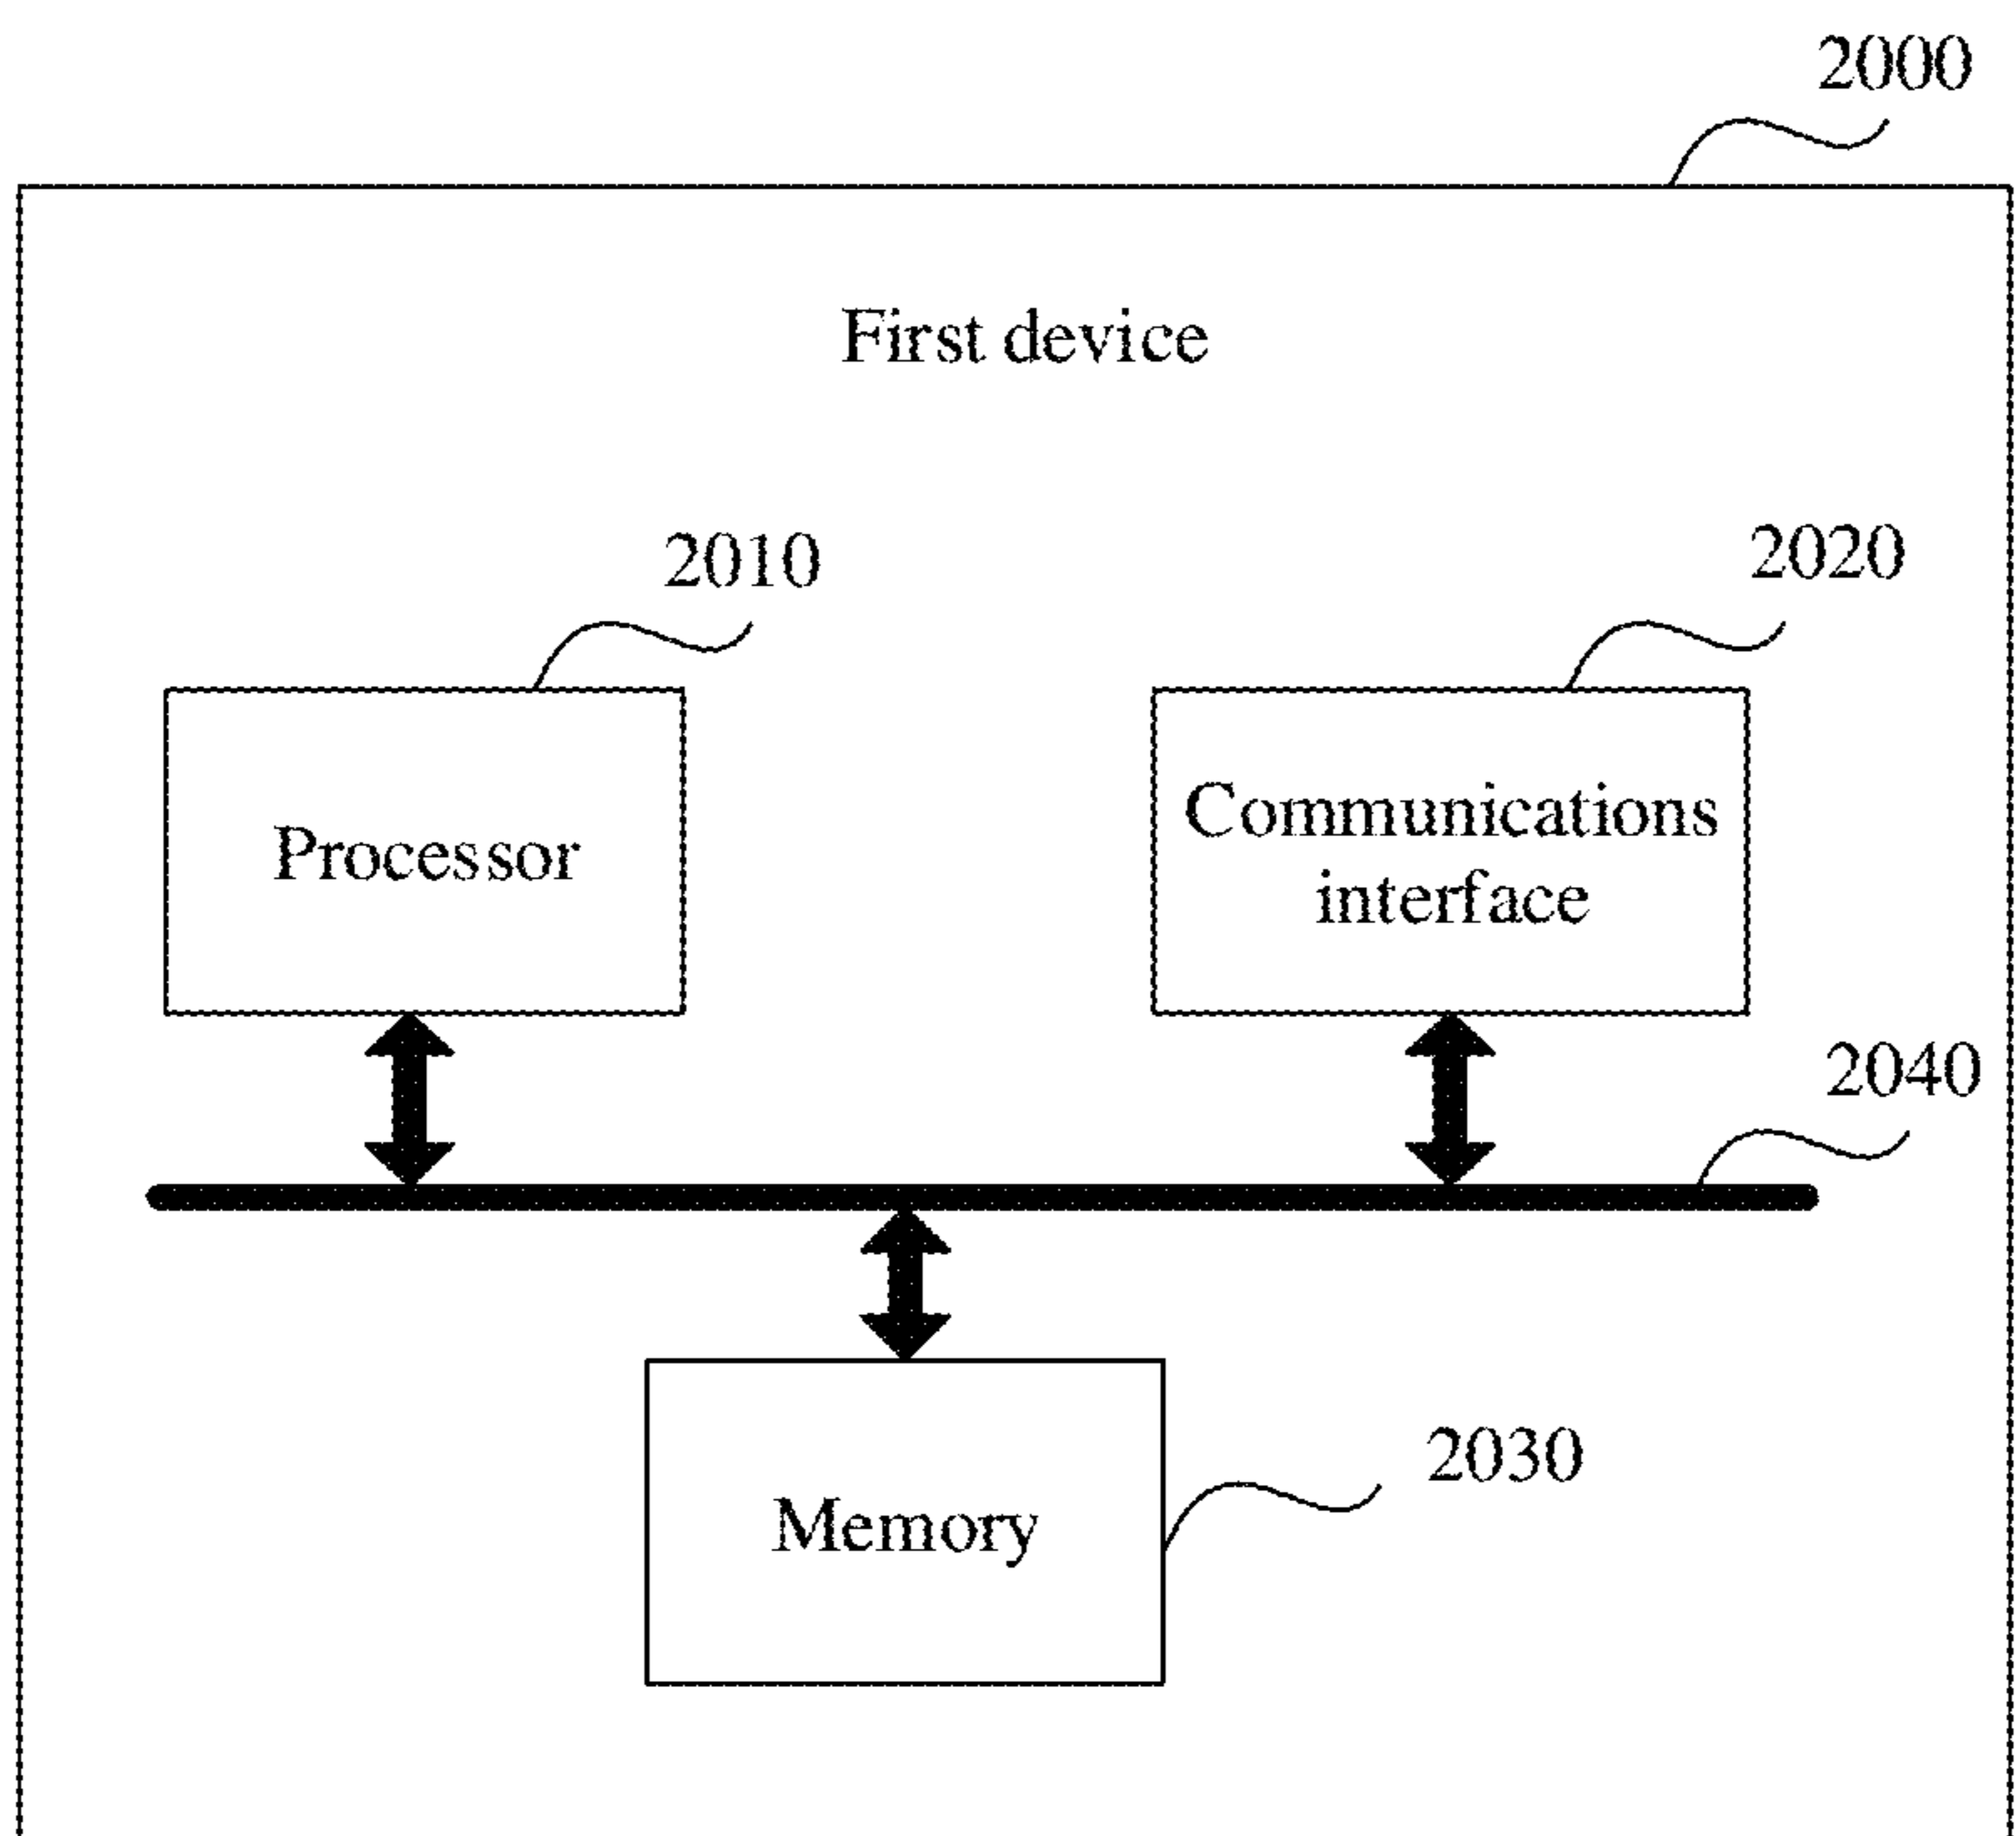 2000
First device
2010
2020
Processor
Communications
interface
2040
2030
Memory